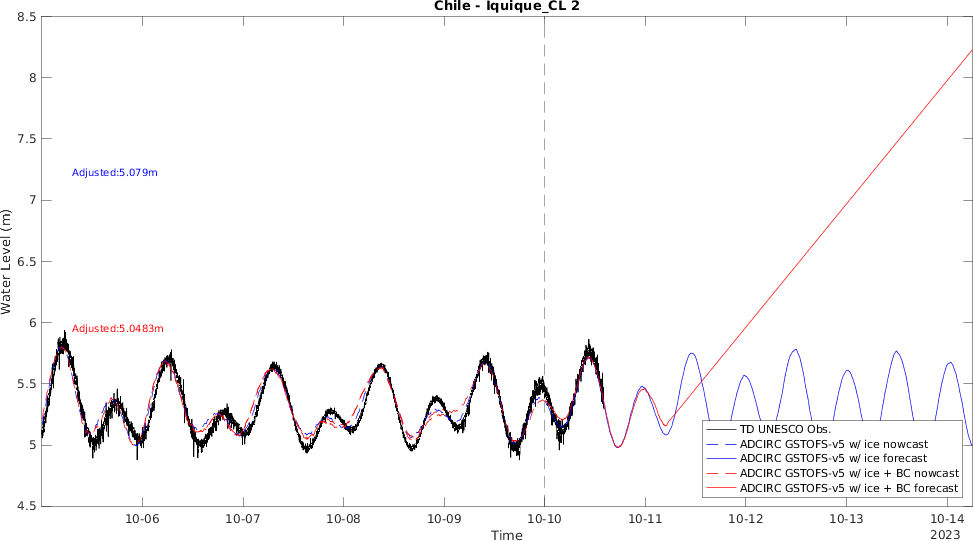 Chile - Iquique_CL 2
8.5
8
7.5
7
6.5
6
5.5
5
4.5
Water Level (m)
Adjusted:5.079m
Adjusted:5.0483m
TD UNESCO Obs.
ADCIRC GSTOFS-v5 w/ ice nowcast
ADCIRC GSTOFS-v5 w/ ice forecast
ADCIRC GSTOFS-v5 w/ ice + BC nowcast
ADCIRC GSTOFS-v5 w/ ice + BC forecast
10-06 10-07 10-08 10-09 10-10 10-11 10-12 10-13 10-14
Time
2023